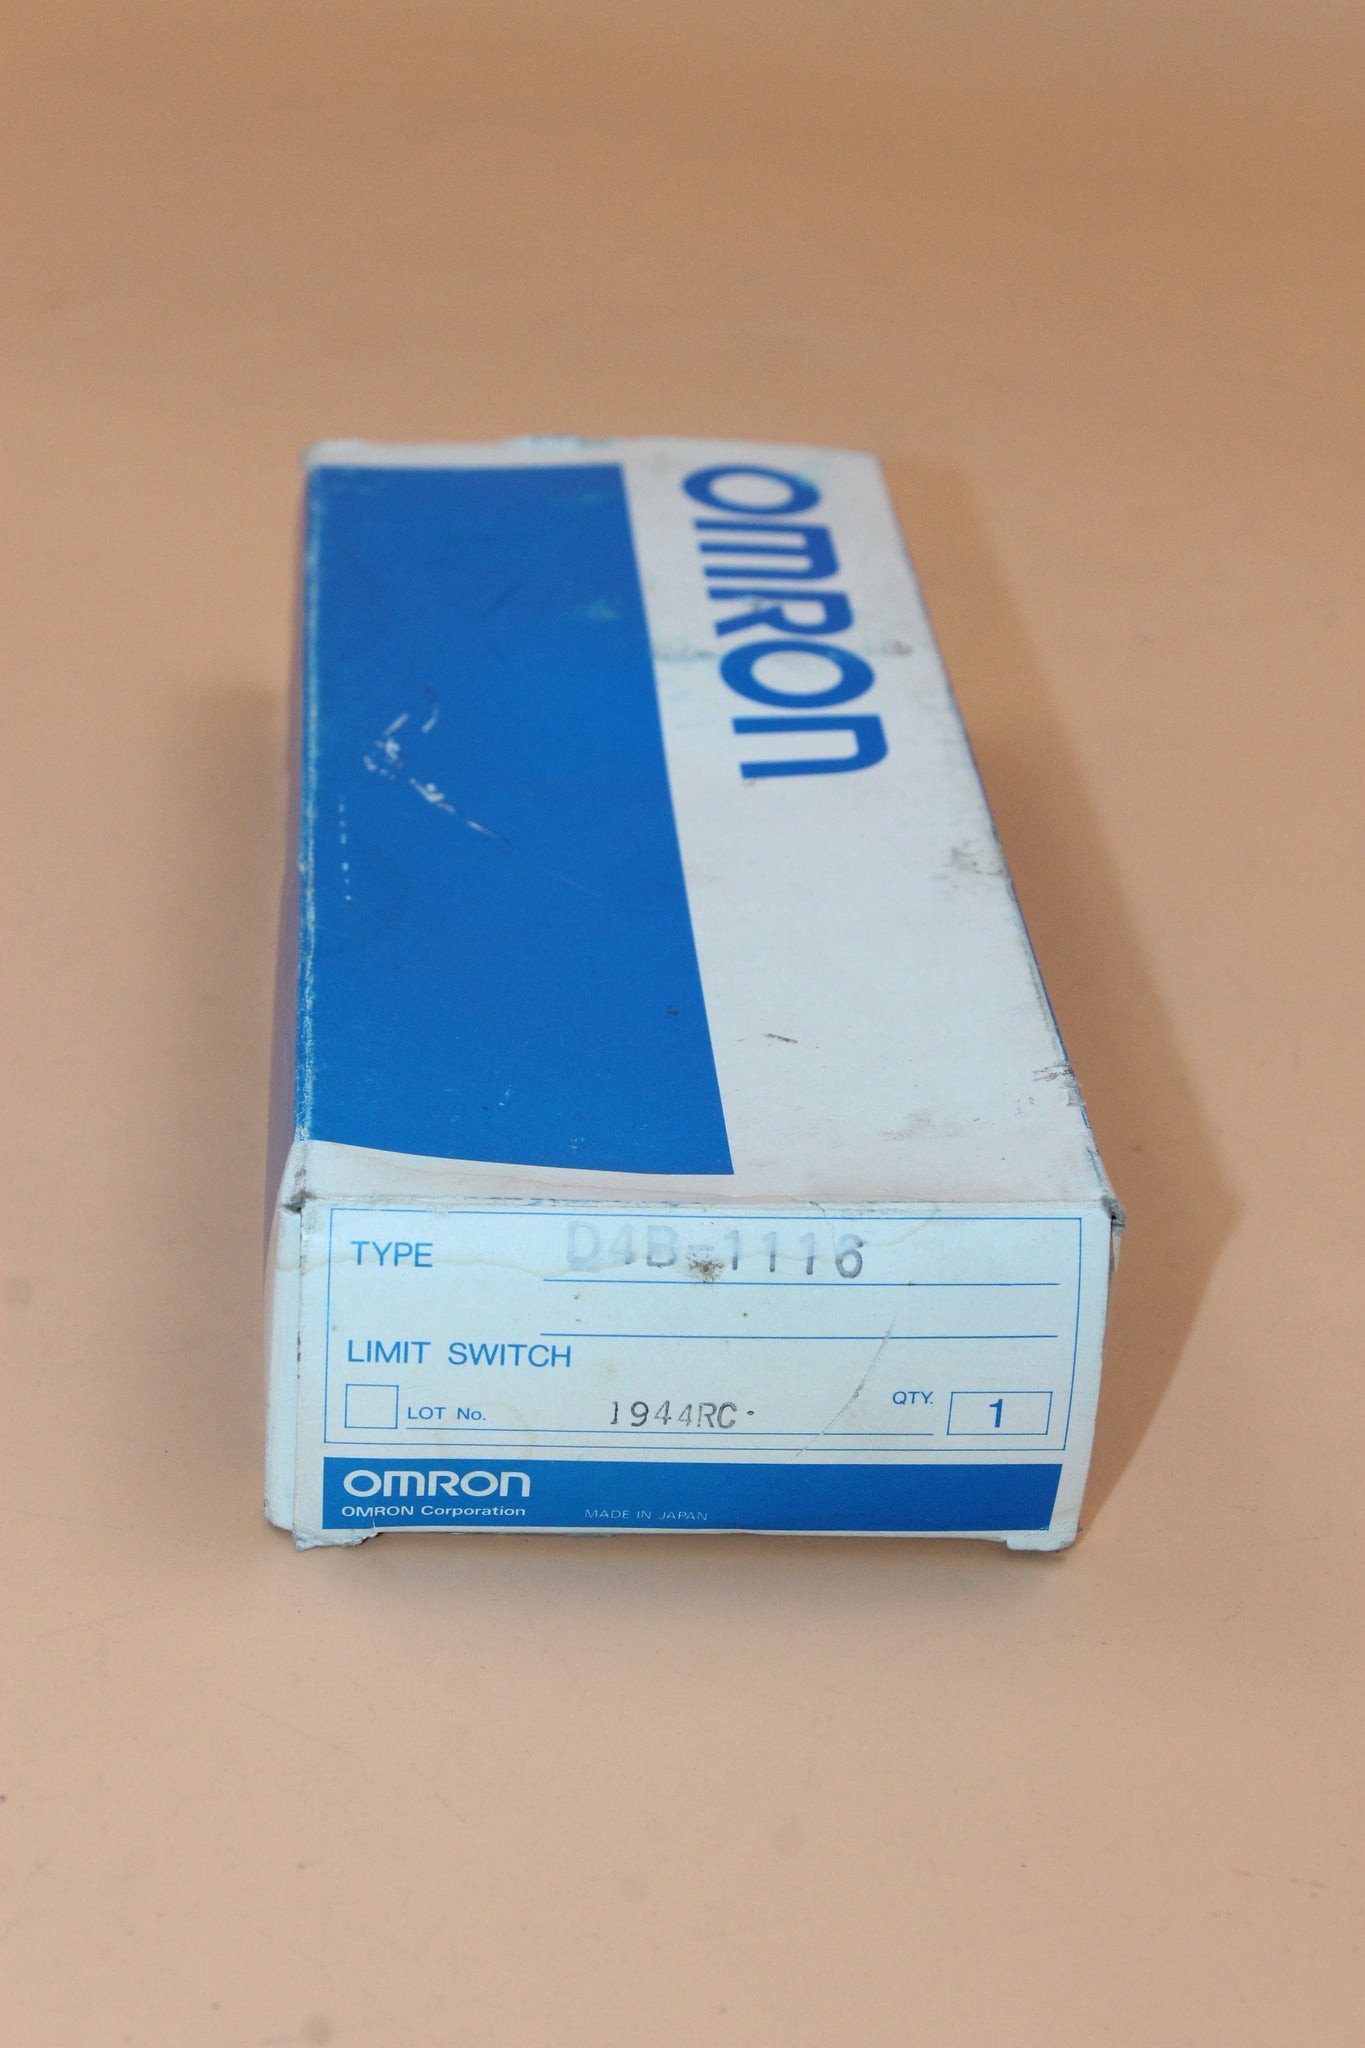 OMRON
TYPE D4B-1116
LIMIT SWITCH
LOT No. 1944RC.
QTY. 1
OMRON
OMRON Corporation MADE IN JAPAN